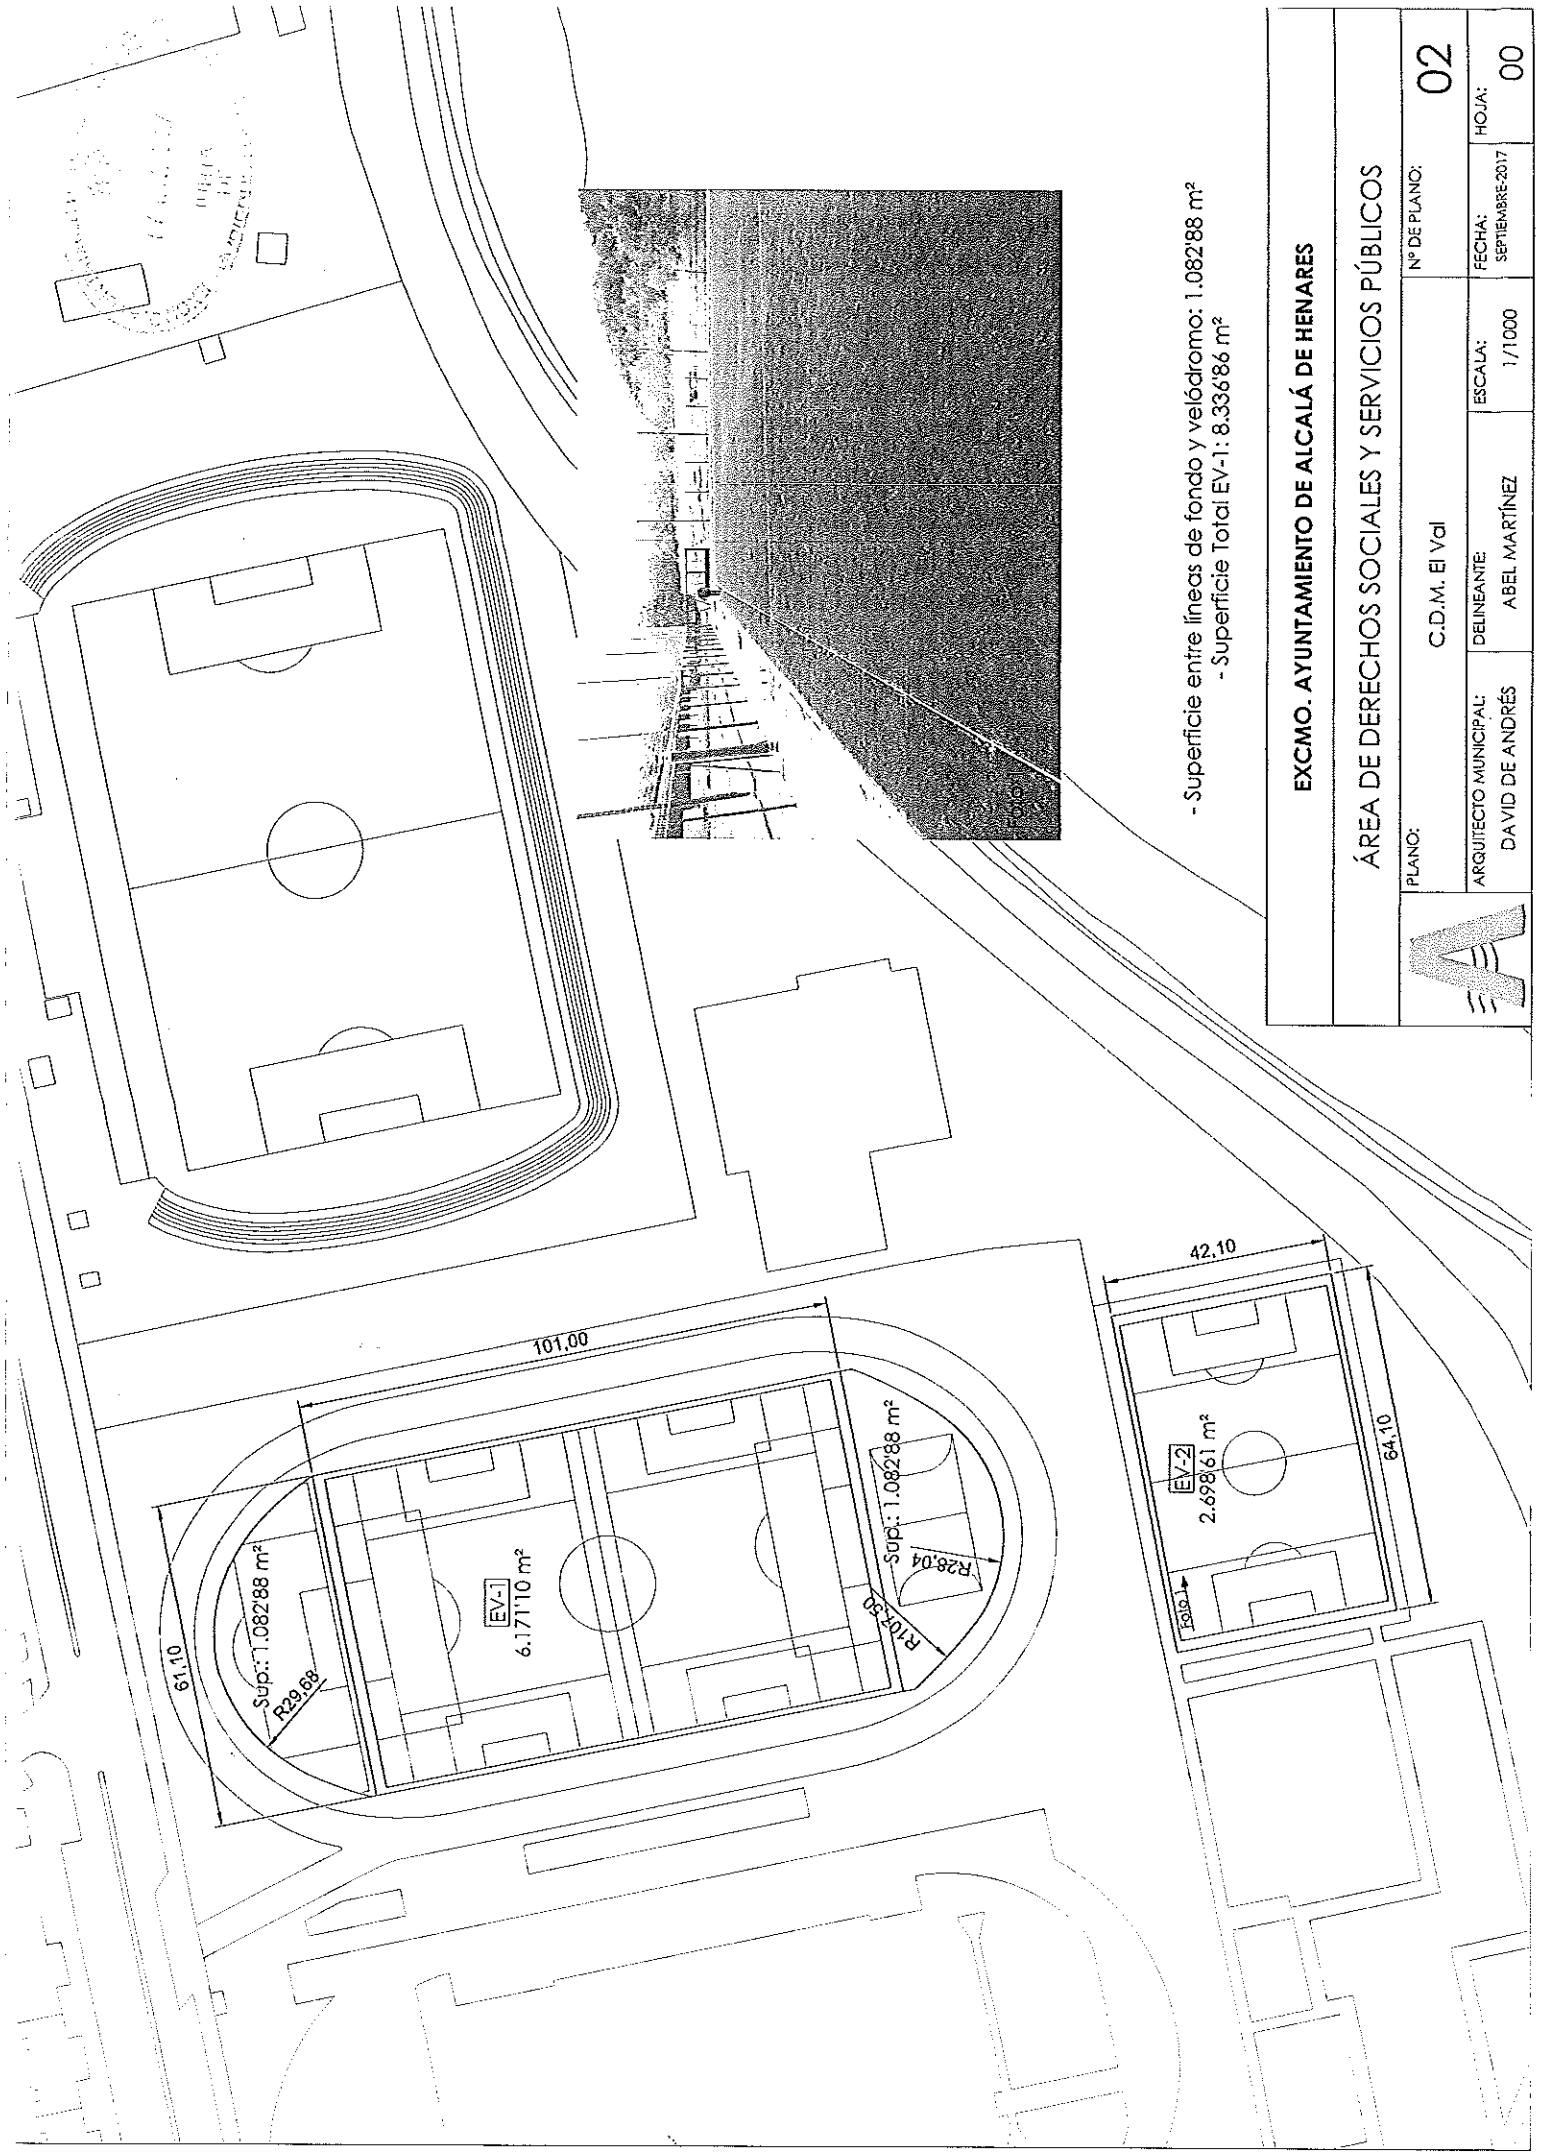 61,10
Sup.: 1.082'88 m²
R29,68
101,00
EV-1
6.171'10 m²
Sup.: 1.082'88 m²
R28,04
R107,50
42,10
EV-2
2.698'61 m²
Foto 1
64,10
- Superficie entre líneas de fondo y velódromo: 1.082'88 m²
- Superficie Total EV-1: 8.336'86 m²
EXCMO. AYUNTAMIENTO DE ALCALÁ DE HENARES
ÁREA DE DERECHOS SOCIALES Y SERVICIOS PÚBLICOS
PLANO:
C.D.M. El Val
Nº DE PLANO:
02
ARQUITECTO MUNICIPAL:
DAVID DE ANDRÉS
DELINEANTE:
ABEL MARTÍNEZ
ESCALA:
1/1000
FECHA:
SEPTIEMBRE-2017
HOJA:
00